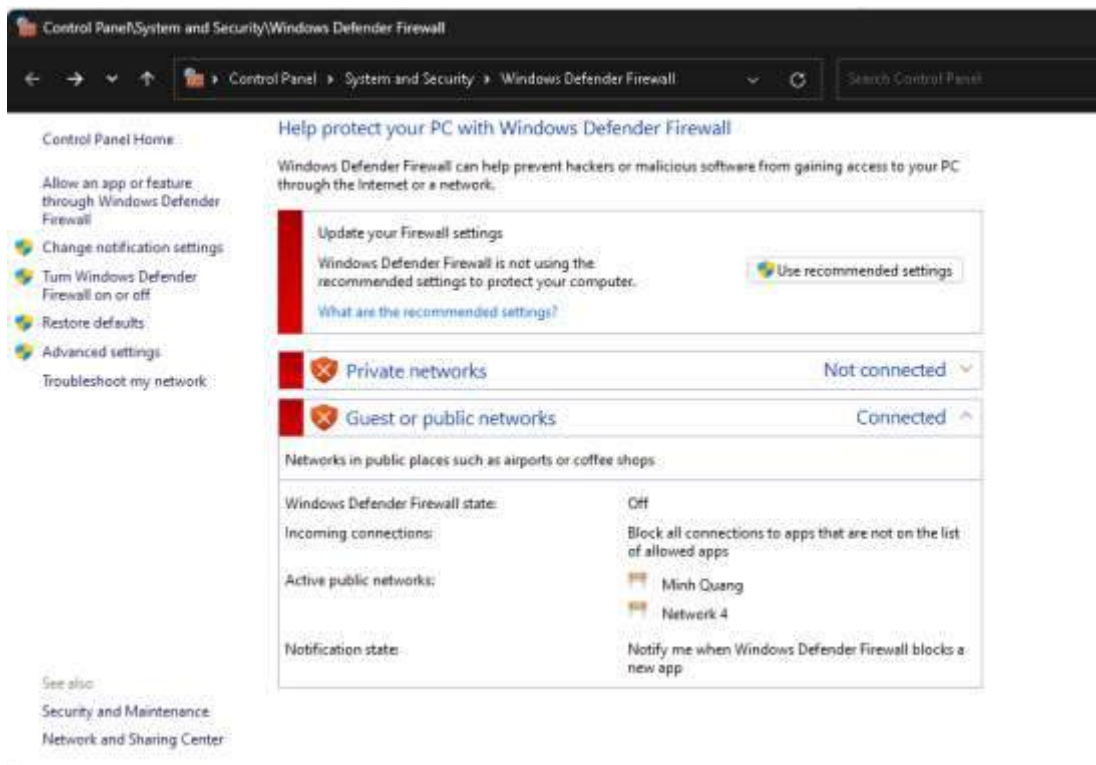 Control Panel\System and Security\Windows Defender Firewall
Control Panel › System and Security › Windows Defender Firewall
Search Control Panel
Control Panel Home
Allow an app or feature
through Windows Defender
Firewall
Change notification settings
Turn Windows Defender
Firewall on or off
Restore defaults
Advanced settings
Troubleshoot my network
See also
Security and Maintenance
Network and Sharing Center
Help protect your PC with Windows Defender Firewall
Windows Defender Firewall can help prevent hackers or malicious software from gaining access to your PC
through the Internet or a network.
Update your Firewall settings
Windows Defender Firewall is not using the
recommended settings to protect your computer.
What are the recommended settings?
Use recommended settings
Private networks Not connected
Guest or public networks Connected
Networks in public places such as airports or coffee shops
Windows Defender Firewall state: Off
Incoming connections: Block all connections to apps that are not on the list
of allowed apps
Active public networks: Minh Quang
Network 4
Notification state: Notify me when Windows Defender Firewall blocks a
new app